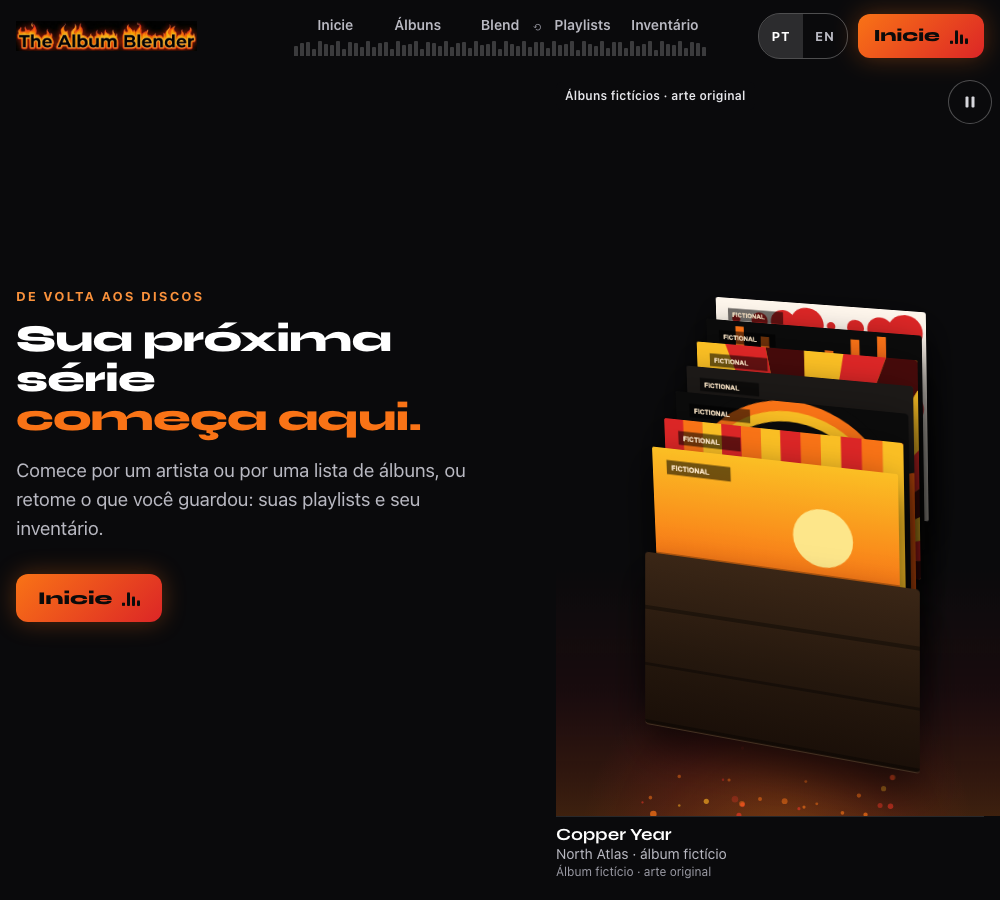 The Album Blender
Inicie Álbuns Blend Playlists Inventário
PT EN
Inicie
Álbuns fictícios · arte original
DE VOLTA AOS DISCOS
Sua próxima
série
começa aqui.
Comece por um artista ou por uma lista de álbuns, ou
retome o que você guardou: suas playlists e seu
inventário.
Inicie
FICTIONAL
FICTIONAL
FICTIONAL
FICTIONAL
FICTIONAL
FICTIONAL
FICTIONAL
Copper Year
North Atlas · álbum fictício
Álbum fictício · arte original